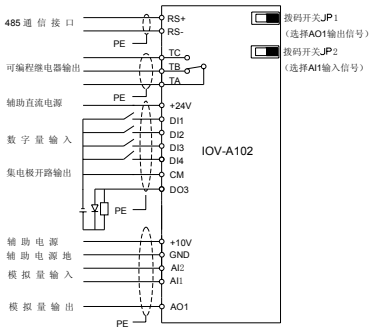 485通信接口
RS+
RS-
PE
拨码开关JP1
（选择AO1输出信号）
拨码开关JP2
（选择AI1输入信号）
可编程继电器输出
TC
TB
TA
PE
辅助直流电源
+24V
数字量输入
DI1
DI2
DI3
DI4
IOV-A102
集电极开路输出
CM
DO3
PE
辅助电源
+10V
辅助电源地
GND
模拟量输入
AI2
AI1
模拟量输出
AO1
PE